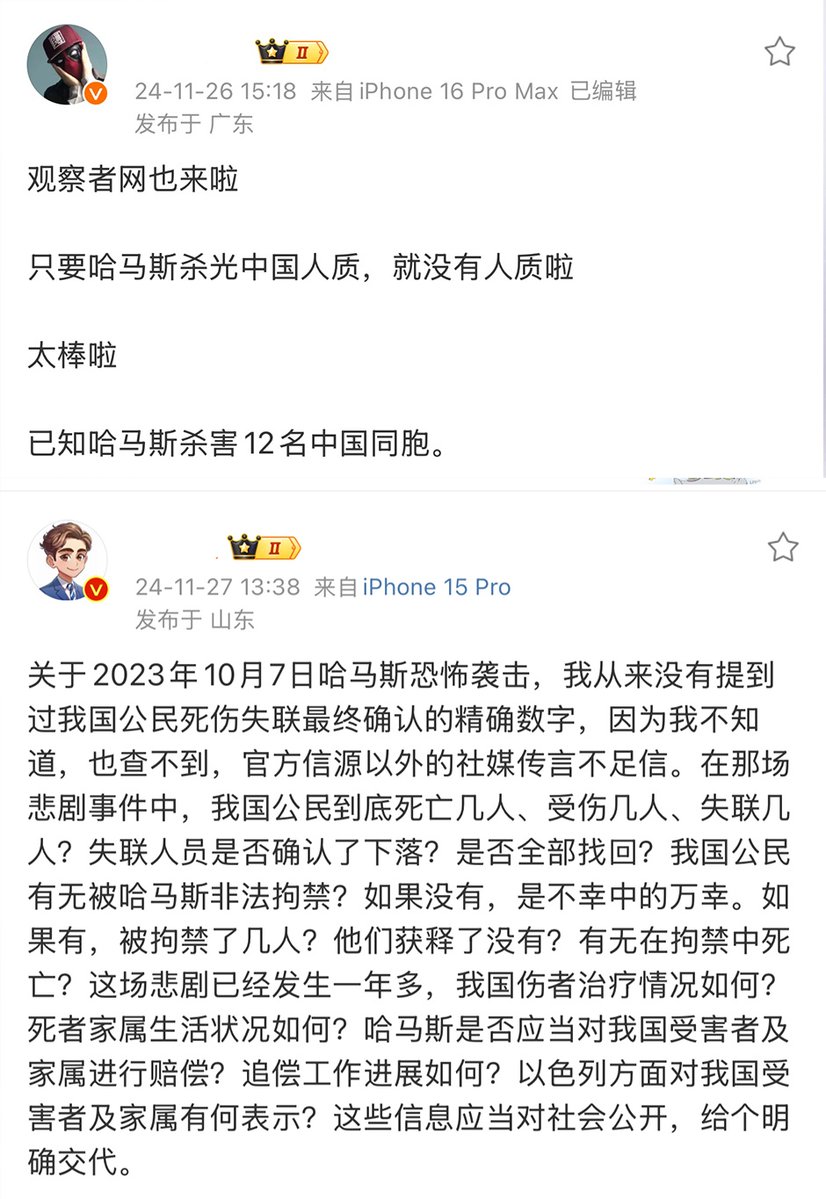 II
24-11-26 15:18 来自 iPhone 16 Pro Max 已编辑
发布于 广东
观察者网也来啦
只要哈马斯杀光中国人质，就没有人质啦
太棒啦
已知哈马斯杀害12名中国同胞。
II
24-11-27 13:38 来自 iPhone 15 Pro
发布于 山东
关于2023年10月7日哈马斯恐怖袭击，我从来没有提到
过我国公民死伤失联最终确认的精确数字，因为我不知
道，也查不到，官方信源以外的社媒传言不足信。在那场
悲剧事件中，我国公民到底死亡几人、受伤几人、失联几
人？失联人员是否确认了下落？是否全部找回？我国公民
有无被哈马斯非法拘禁？如果没有，是不幸中的万幸。如
果有，被拘禁了几人？他们获释了没有？有无在拘禁中死
亡？这场悲剧已经发生一年多，我国伤者治疗情况如何？
死者家属生活状况如何？哈马斯是否应当对我国受害者及
家属进行赔偿？追偿工作进展如何？以色列方面对我国受
害者及家属有何表示？这些信息应当对社会公开，给个明
确交代。